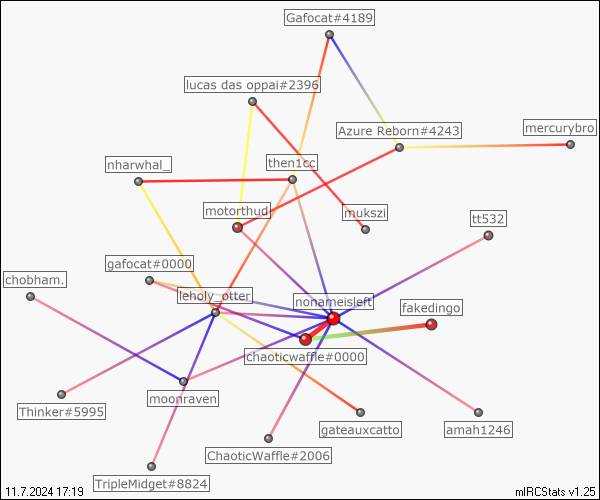 Gafocat#4189
lucas das oppai#2396
mercurybro
Azure Reborn#4243
nharwhal_
then1cc
motorthud
mukszi
tt532
gafocat#0000
chobham.
leholy_otter
nonameisleft
fakedingo
chaoticwaffle#0000
moonraven
Thinker#5995
gateauxcatto
amah1246
ChaoticWaffle#2006
TripleMidget#8824
11.7.2024 17:19
mIRCStats v1.25